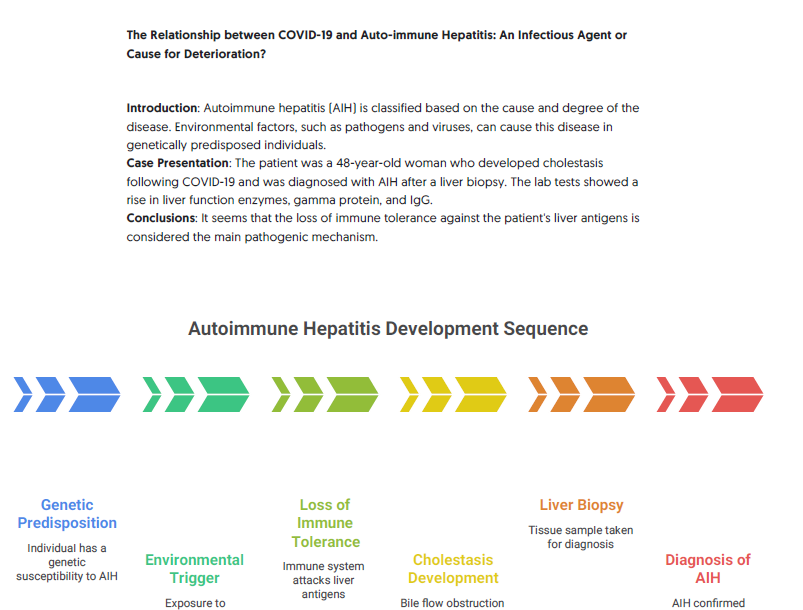 The Relationship between COVID-19 and Auto-immune Hepatitis: An Infectious Agent or
Cause for Deterioration?
Introduction: Autoimmune hepatitis [AIH] is classified based on the cause and degree of the
disease. Environmental factors, such as pathogens and viruses, can cause this disease in
genetically predisposed individuals.
Case Presentation: The patient was a 48-year-old woman who developed cholestasis
following COVID-19 and was diagnosed with AIH after a liver biopsy. The lab tests showed a
rise in liver function enzymes, gamma protein, and IgG.
Conclusions: It seems that the loss of immune tolerance against the patient's liver antigens is
considered the main pathogenic mechanism.
Autoimmune Hepatitis Development Sequence
Genetic
Predisposition
Individual has a
genetic
susceptibility to AIH
Environmental
Trigger
Exposure to
Loss of
Immune
Tolerance
Immune system
attacks liver
antigens
Cholestasis
Development
Bile flow obstruction
Liver Biopsy
Tissue sample taken
for diagnosis
Diagnosis of
AIH
AIH confirmed